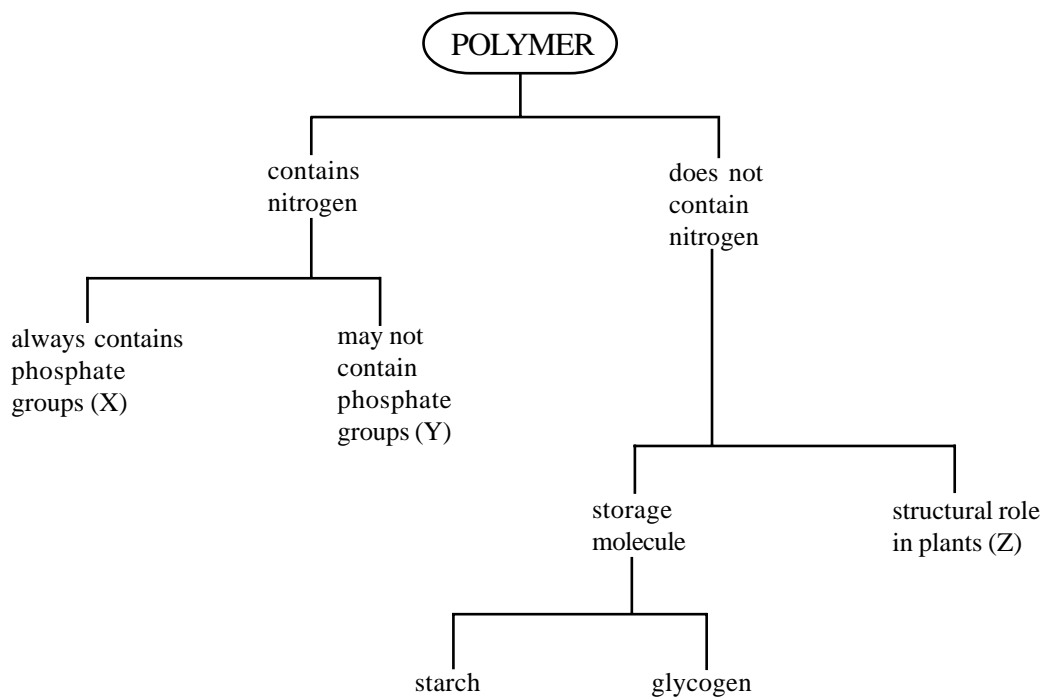 POLYMER
contains
nitrogen
does not
contain
nitrogen
always contains
phosphate
groups (X)
may not
contain
phosphate
groups (Y)
storage
molecule
structural role
in plants (Z)
starch
glycogen